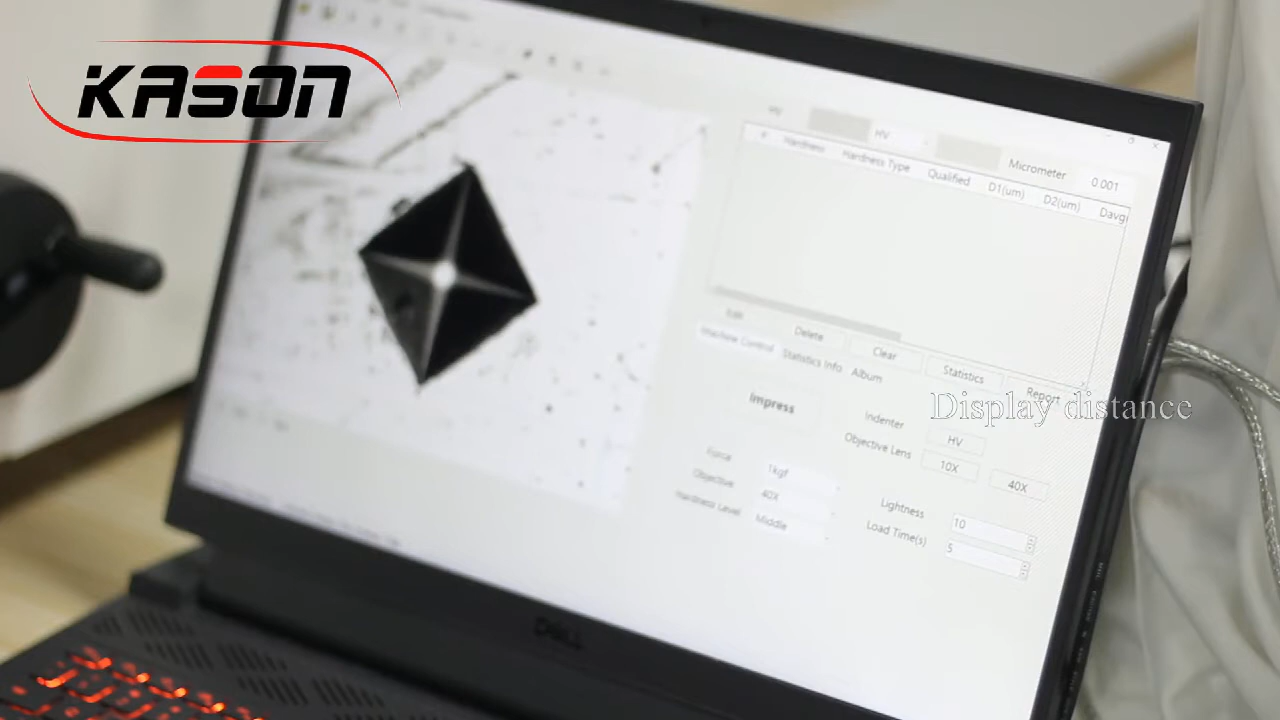 KASON
HV
Micrometer 0.001
Hardness Hardness Type Qualified D1(um) D2(um) Davg
Edit Delete Clear Statistics Report
Machine Control Statistics Info Album
Display distance
Impress
Indenter HV
Objective Lens 10X 40X
Force 1kgf
Objective 40X
Hardness Level Middle
Lightness 10
Load Time(s) 5
DELL